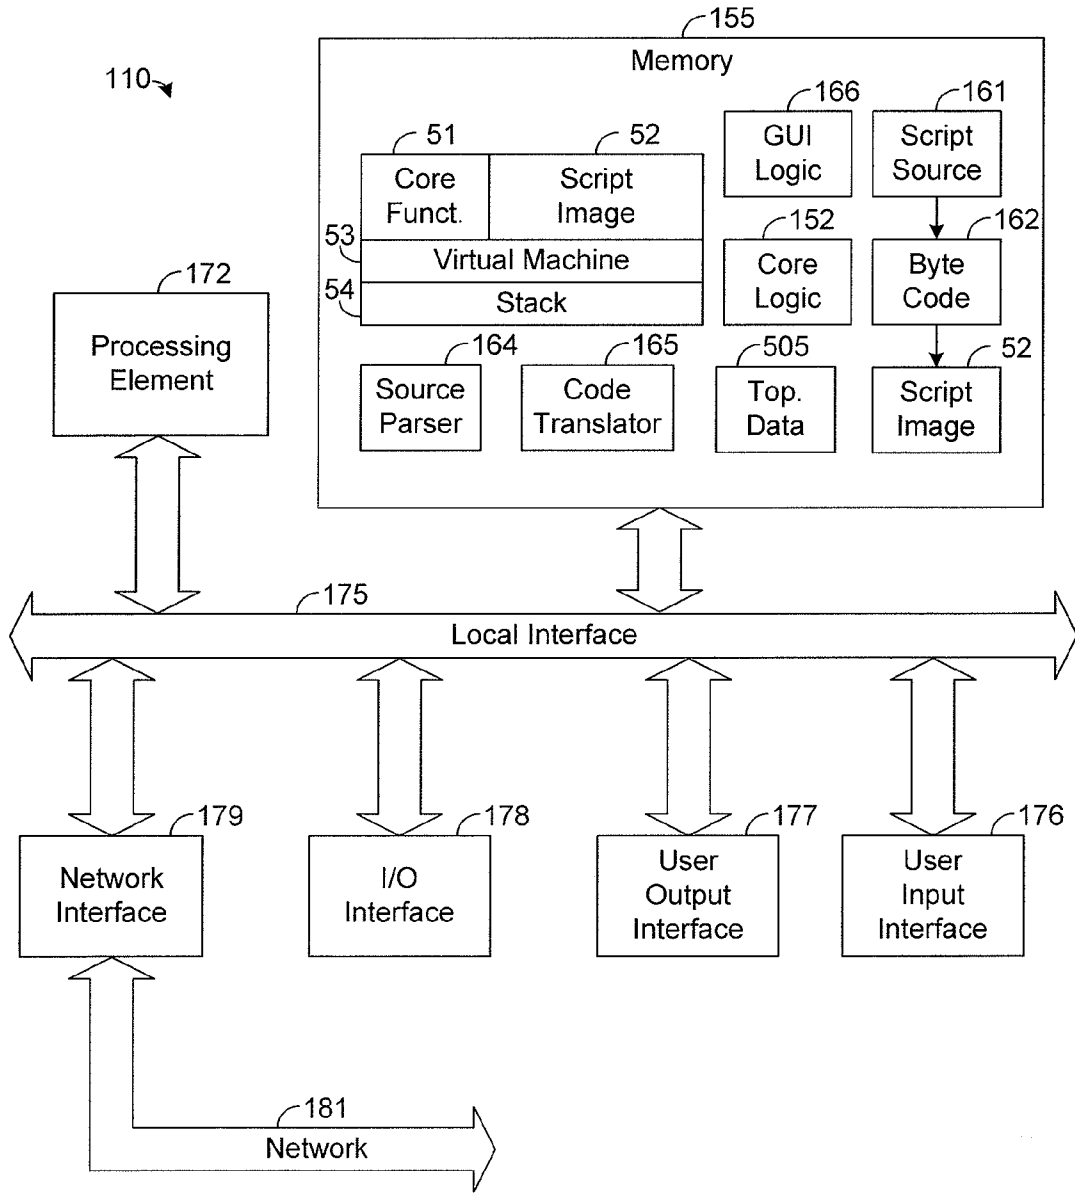 155
Memory
110
166
161
GUI
Logic
Script
Source
51
52
Core
Funct.
Script
Image
53
Virtual Machine
152
Core
Logic
162
Byte
Code
54
Stack
172
Processing
Element
164
Source
Parser
165
Code
Translator
505
Top.
Data
52
Script
Image
175
Local Interface
179
Network
Interface
178
I/O
Interface
177
User
Output
Interface
176
User
Input
Interface
181
Network